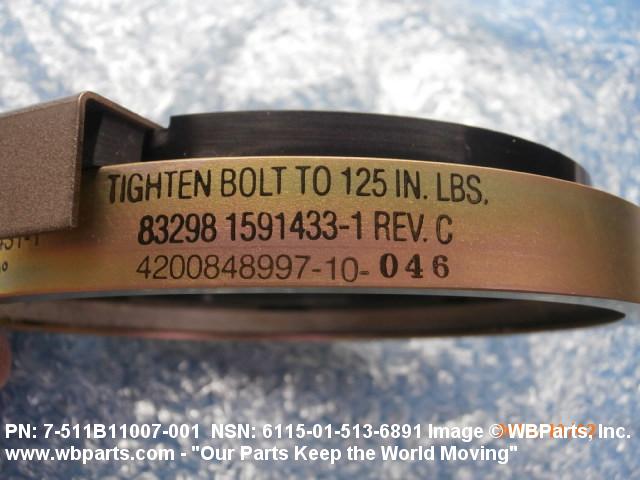 TIGHTEN BOLT TO 125 IN. LBS.
83298 1591433-1 REV. C
4200848997-10-046
PN: 7-511B11007-001 NSN: 6115-01-513-6891 Image © WBParts, Inc.
www.wbparts.com - "Our Parts Keep the World Moving"